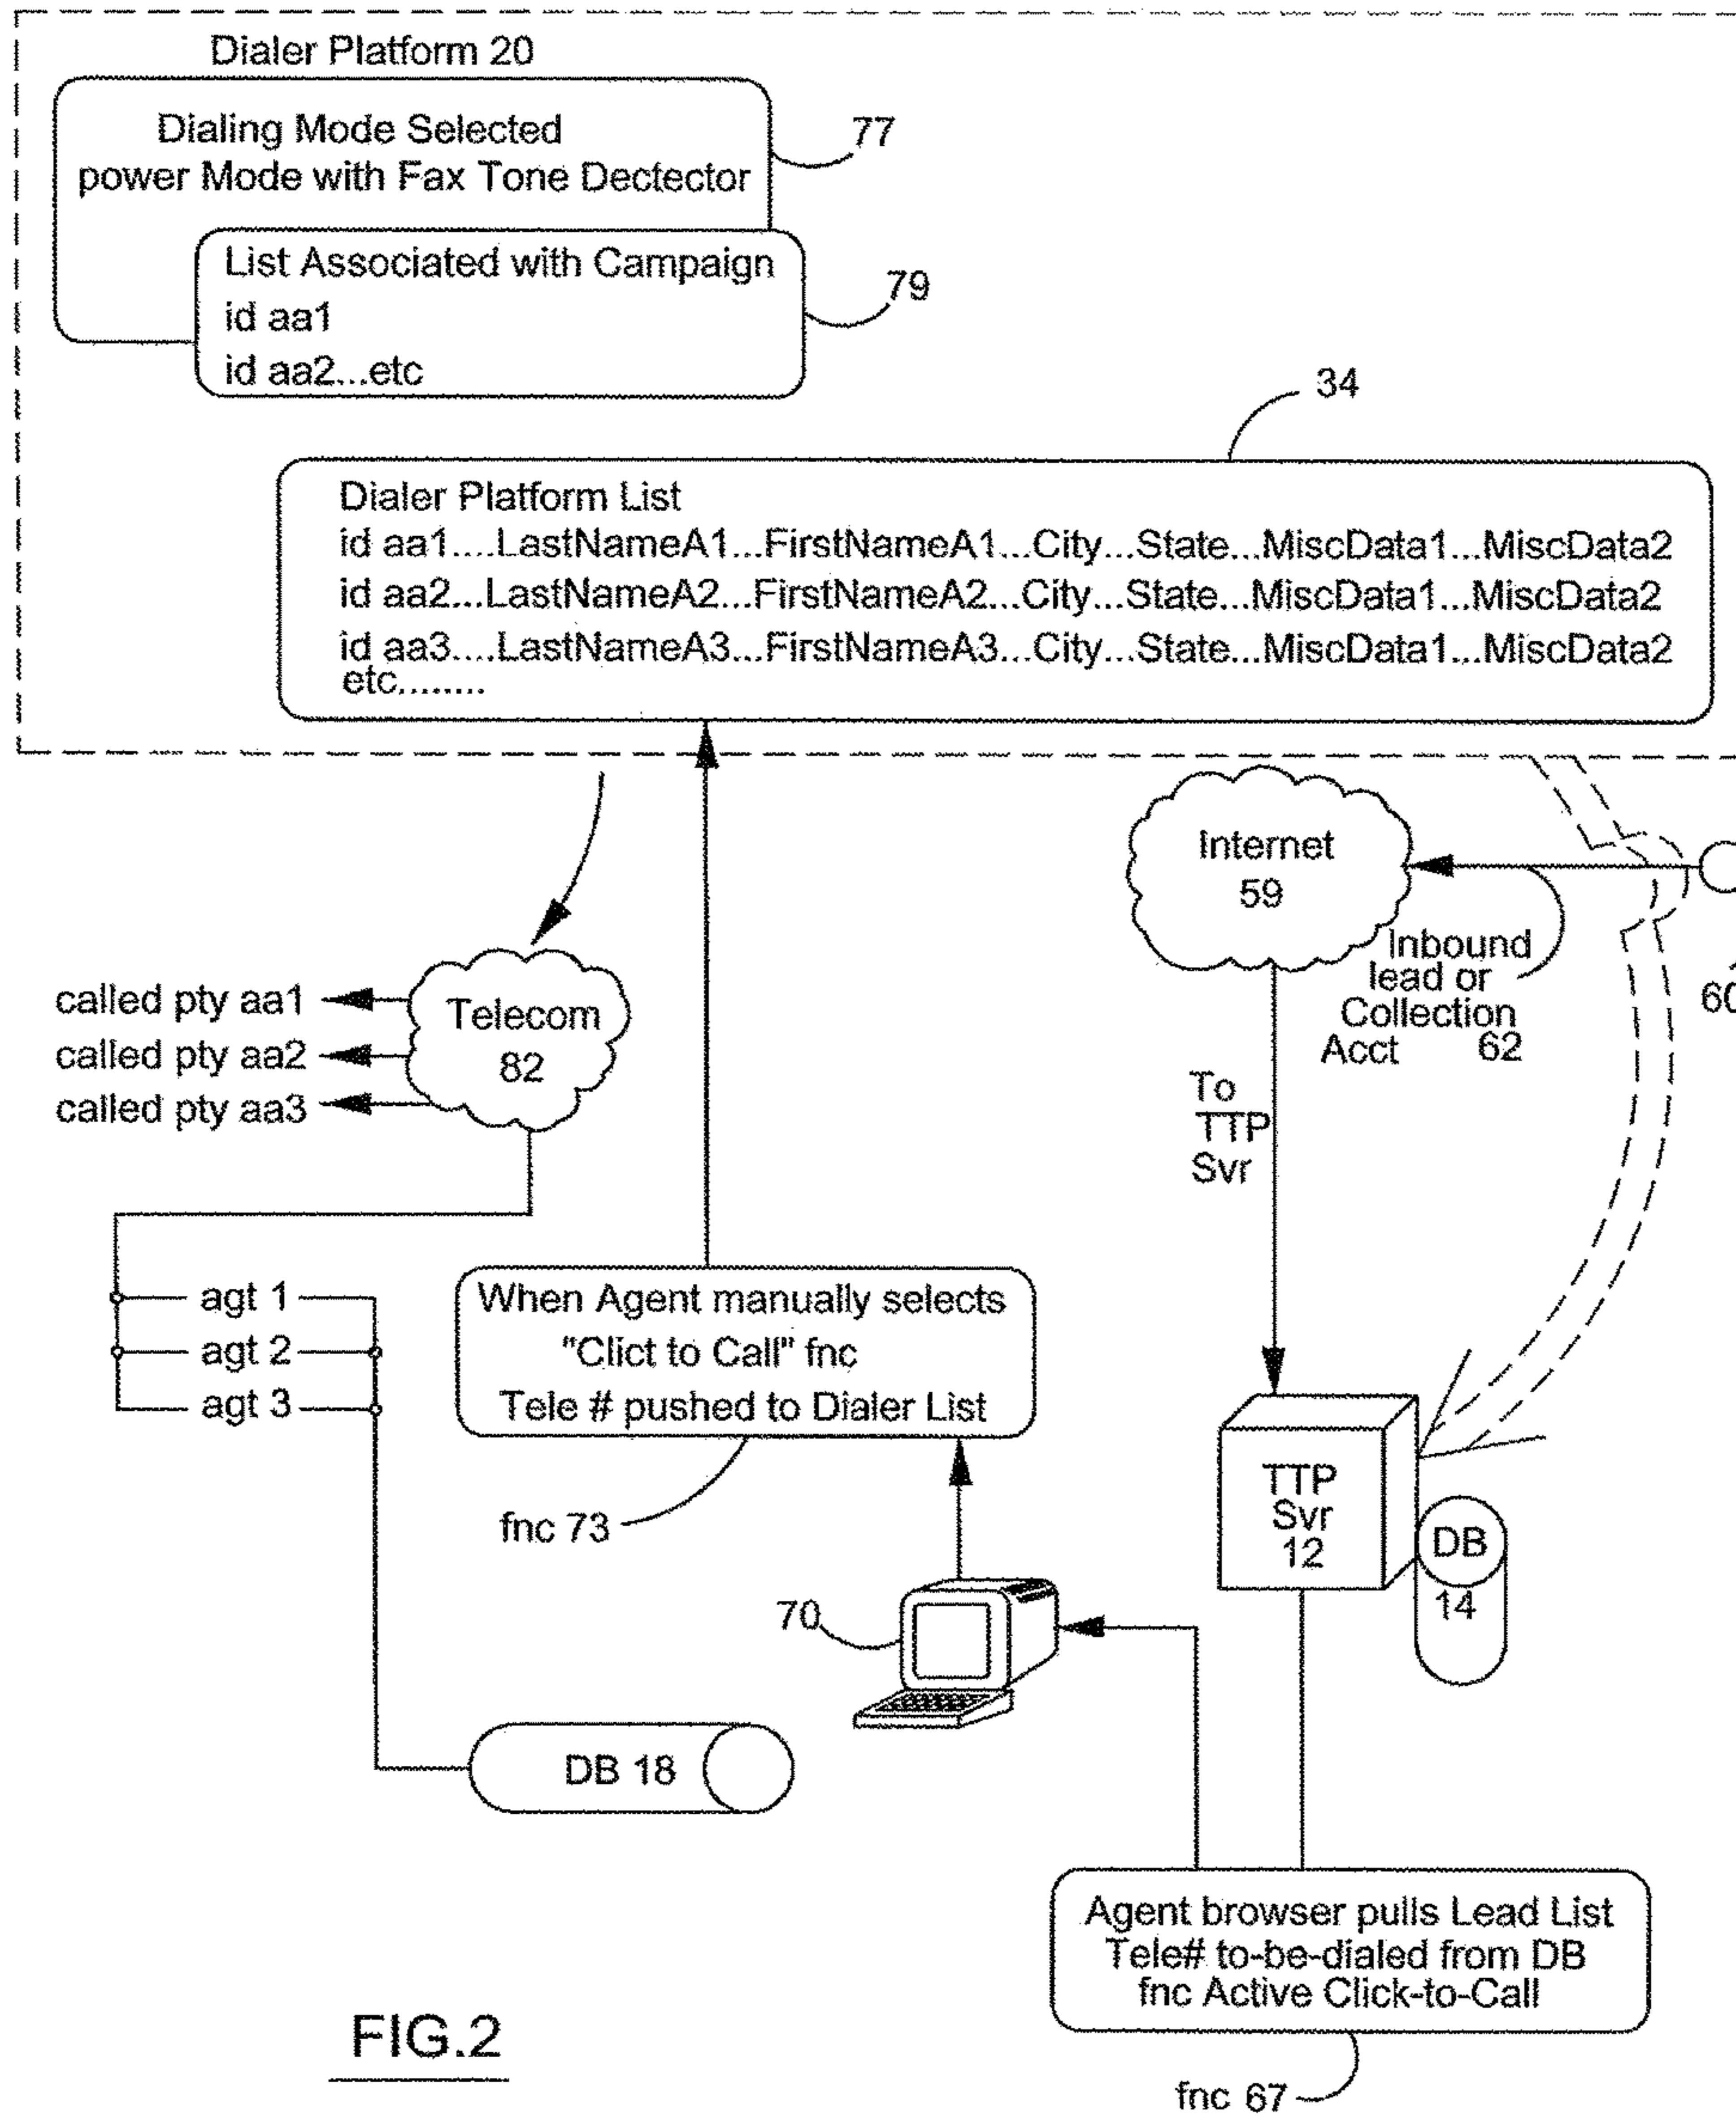 Dialer Platform 20
Dialing Mode Selected
power Mode with Fax Tone Dectector
77
List Associated with Campaign
id aa1
id aa2...etc
79
34
Dialer Platform List
id aa1....LastNameA1...FirstNameA1...City...State...MiscData1...MiscData2
id aa2...LastNameA2...FirstNameA2...City...State...MiscData1...MiscData2
id aa3....LastNameA3...FirstNameA3...City...State...MiscData1...MiscData2
etc........
Internet
59
Inbound
lead or
Collection
Acct 62
60
called pty aa1
called pty aa2
called pty aa3
Telecom
82
To
TTP
Svr
agt 1
agt 2
agt 3
When Agent manually selects
"Clict to Call" fnc
Tele # pushed to Dialer List
fnc 73
TTP
Svr
12
DB
14
70
DB 18
Agent browser pulls Lead List
Tele# to-be-dialed from DB
fnc Active Click-to-Call
fnc 67
FIG.2